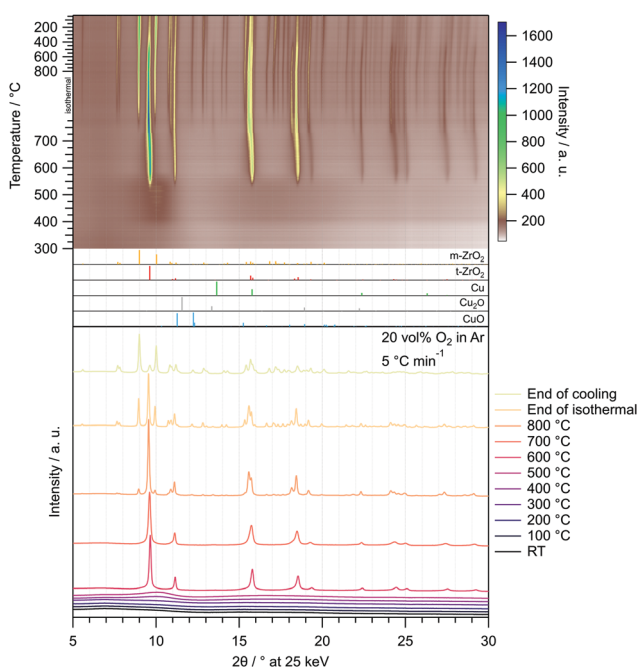 200
400
600
800
isothermal
700
600
500
400
300
Temperature / °C
1600
1400
1200
1000
800
600
400
200
Intensity / a. u.
m-ZrO₂
t-ZrO₂
Cu
Cu₂O
CuO
20 vol% O₂ in Ar
5 °C min⁻¹
Intensity / a. u.
End of cooling
End of isothermal
800 °C
700 °C
600 °C
500 °C
400 °C
300 °C
200 °C
100 °C
RT
5 10 15 20 25 30
2θ / ° at 25 keV